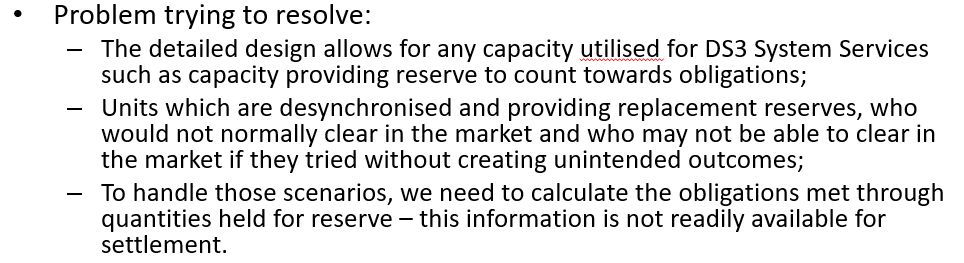 • Problem trying to resolve:
– The detailed design allows for any capacity utilised for DS3 System Services
such as capacity providing reserve to count towards obligations;
– Units which are desynchronised and providing replacement reserves, who
would not normally clear in the market and who may not be able to clear in
the market if they tried without creating unintended outcomes;
– To handle those scenarios, we need to calculate the obligations met through
quantities held for reserve – this information is not readily available for
settlement.